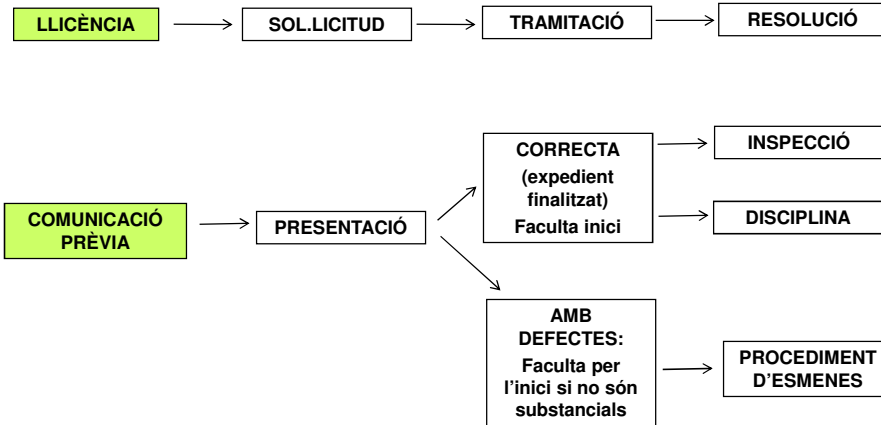 LLICÈNCIA
SOL.LICITUD
TRAMITACIÓ
RESOLUCIÓ
COMUNICACIÓ
PRÈVIA
PRESENTACIÓ
CORRECTA
(expedient
finalitzat)
Faculta inici
INSPECCIÓ
DISCIPLINA
AMB
DEFECTES:
Faculta per
l’inici si no són
substancials
PROCEDIMENT
D’ESMENES